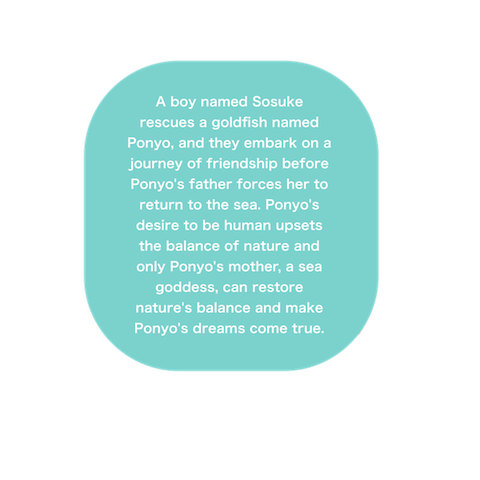 A boy named Sosuke
rescues a goldfish named
Ponyo, and they embark on a
journey of friendship before
Ponyo's father forces her to
return to the sea. Ponyo's
desire to be human upsets
the balance of nature and
only Ponyo's mother, a sea
goddess, can restore
nature's balance and make
Ponyo's dreams come true.